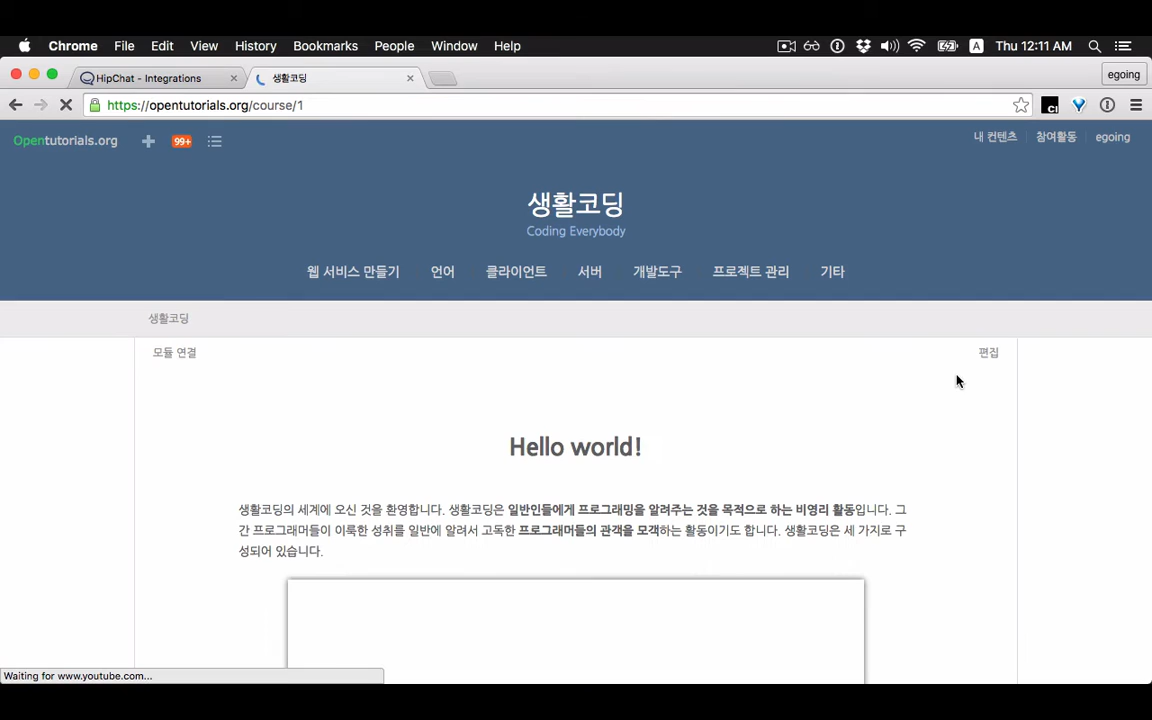 Chrome File Edit View History Bookmarks People Window Help Thu 12:11 AM
HipChat - Integrations 생활코딩 egoing
https://opentutorials.org/course/1
Opentutorials.org 99+ 내 컨텐츠 참여활동 egoing
생활코딩
Coding Everybody
웹 서비스 만들기 언어 클라이언트 서버 개발도구 프로젝트 관리 기타
생활코딩
모듈 연결 편집
Hello world!
생활코딩의 세계에 오신 것을 환영합니다. 생활코딩은 일반인들에게 프로그래밍을 알려주는 것을 목적으로 하는 비영리 활동입니다. 그
간 프로그래머들이 이룩한 성취를 일반에 알려서 고독한 프로그머들의 관객을 모객하는 활동이기도 합니다. 생활코딩은 세 가지로 구
성되어 있습니다.
Waiting for www.youtube.com...